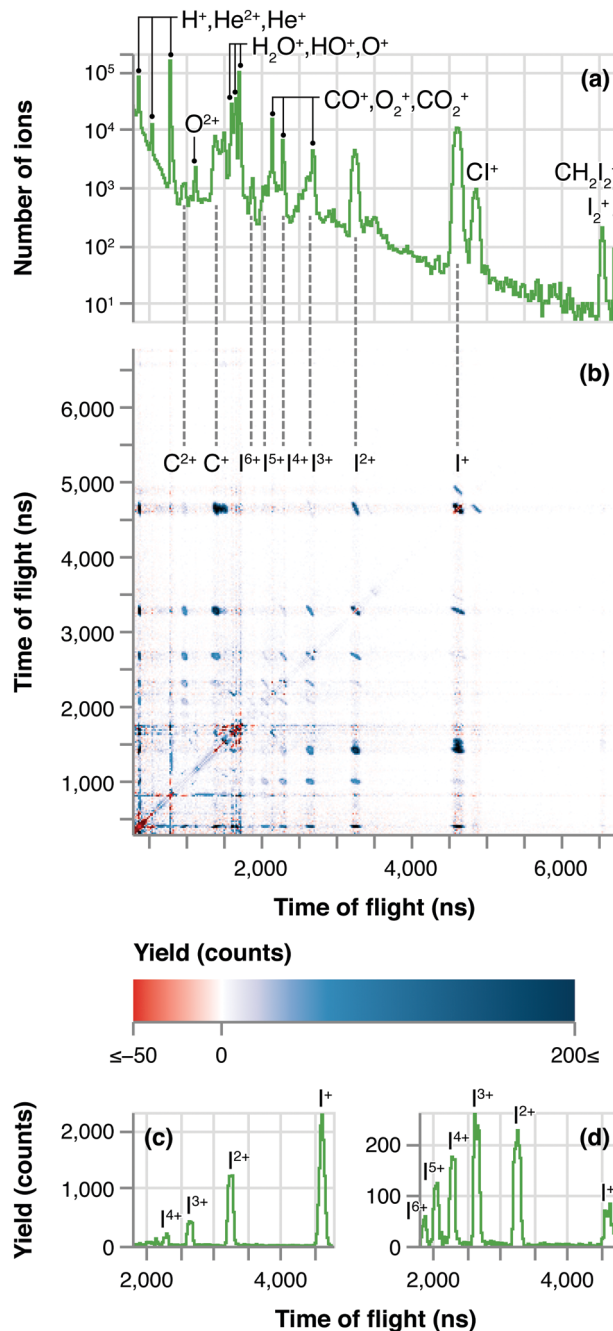 H⁺,He²⁺,He⁺
H₂O⁺,HO⁺,O⁺
(a)
CO⁺,O₂⁺,CO₂⁺
O²⁺
CI⁺
CH₂I₂⁺
I₂⁺
Number of ions
10⁵
10⁴
10³
10²
10¹
(b)
C²⁺ C⁺ I⁶⁺ I⁵⁺ I⁴⁺ I³⁺ I²⁺ I⁺
Time of flight (ns)
6,000
5,000
4,000
3,000
2,000
1,000
2,000 4,000 6,000
Time of flight (ns)
Yield (counts)
≤−50 0 200≤
Yield (counts)
(c)
I⁴⁺ I³⁺ I²⁺ I⁺
2,000
1,000
0
2,000 4,000
(d)
I⁶⁺ I⁵⁺ I⁴⁺ I³⁺ I²⁺ I⁺
200
100
0
2,000 4,000
Time of flight (ns)